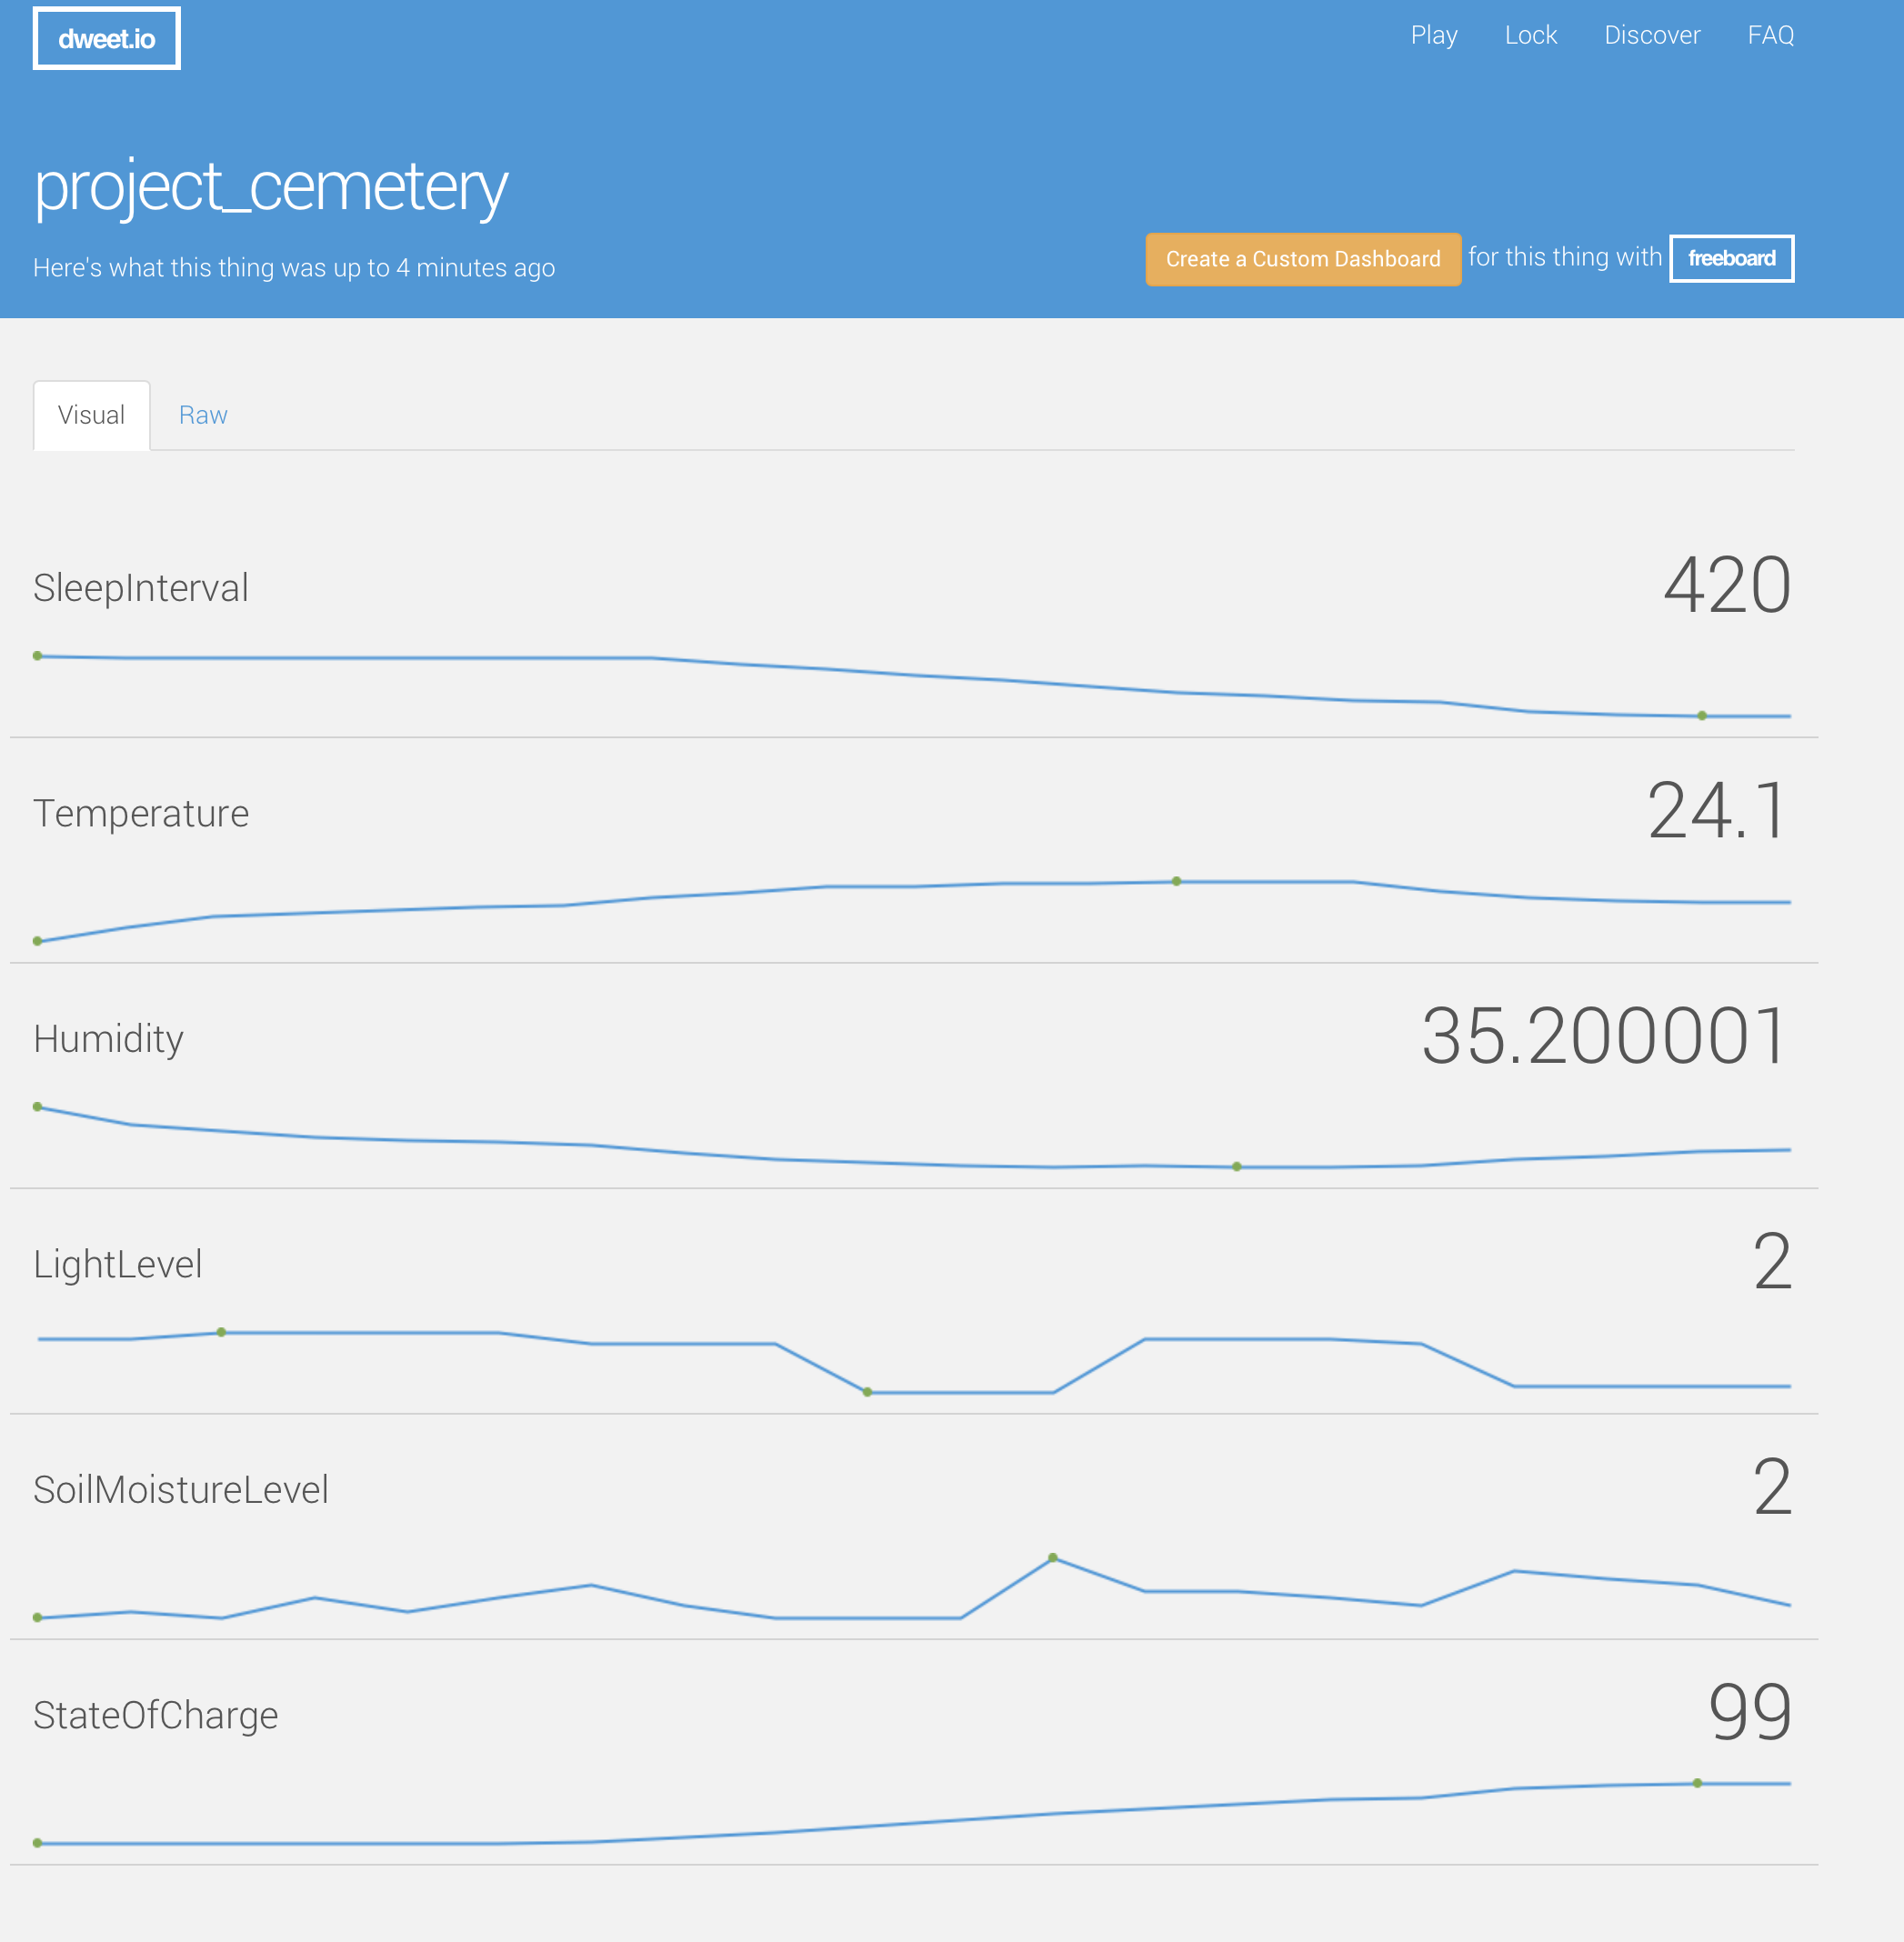 dweet.io
Play Lock Discover FAQ
project_cemetery
Here's what this thing was up to 4 minutes ago
Create a Custom Dashboard for this thing with freeboard
Visual Raw
SleepInterval 420
Temperature 24.1
Humidity 35.200001
LightLevel 2
SoilMoistureLevel 2
StateOfCharge 99